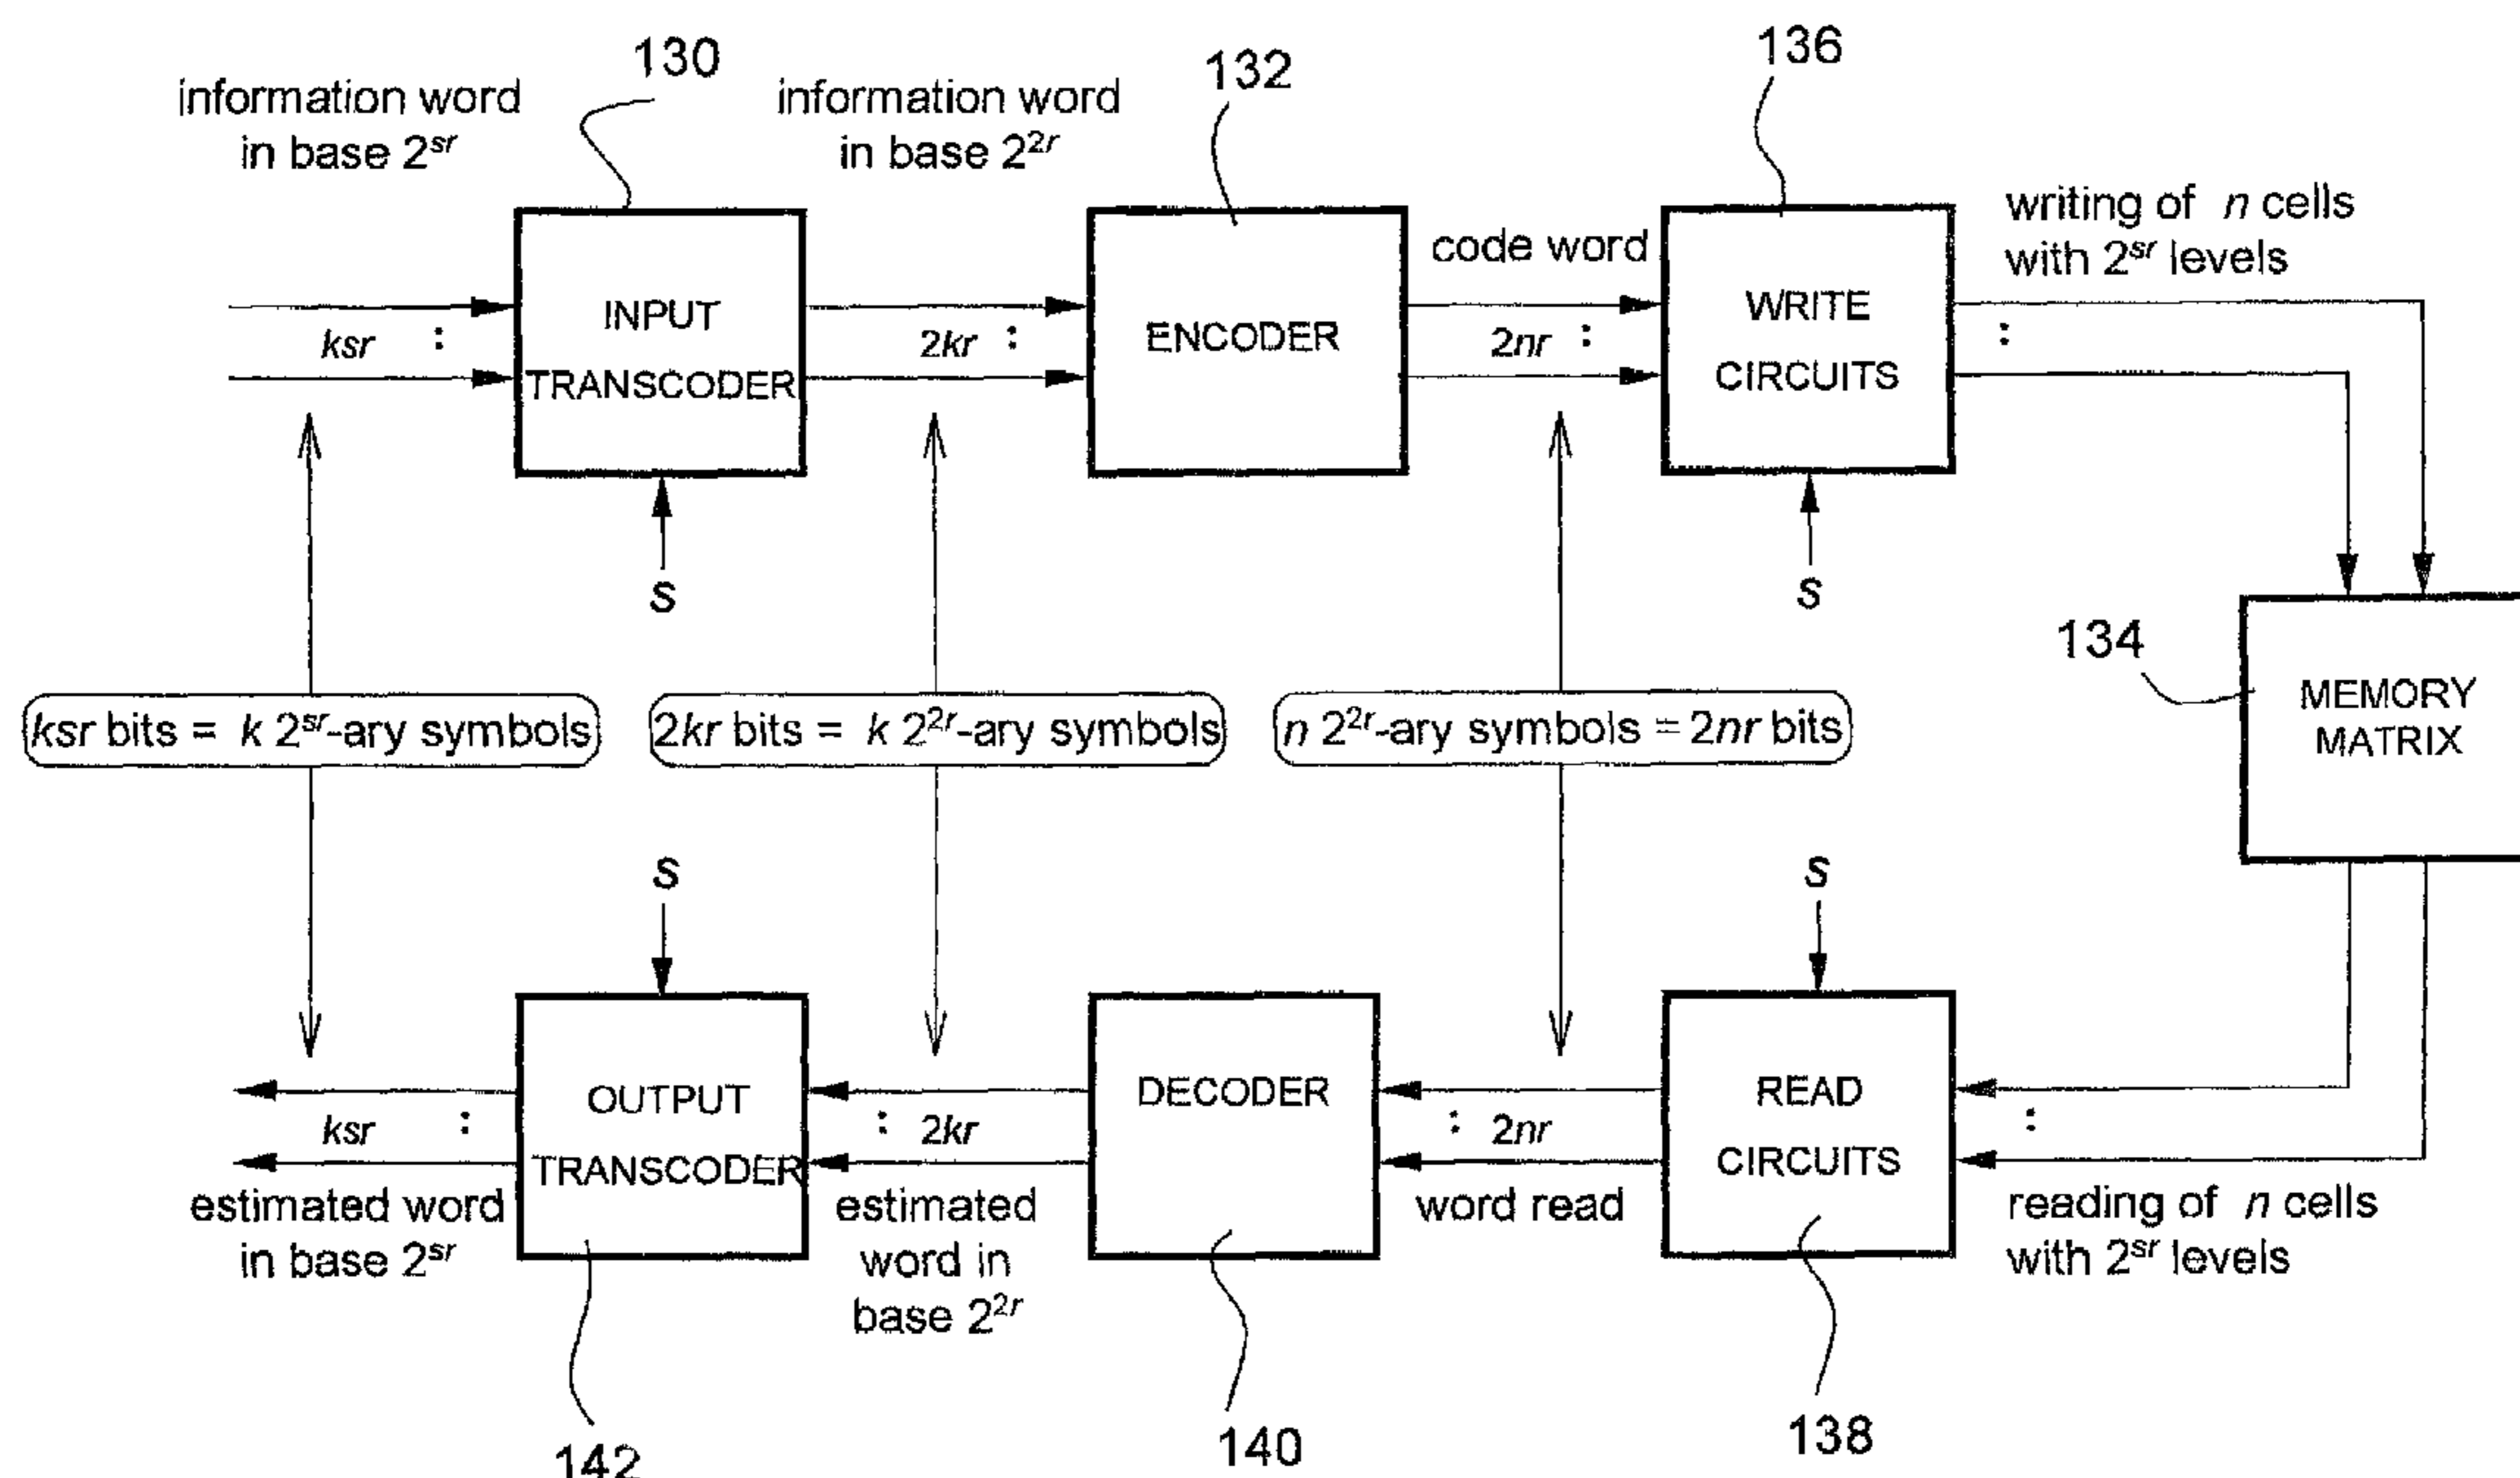 130
132
136
information word
in base 2^sr
information word
in base 2^2r
code word
writing of n cells
with 2^sr levels
INPUT
TRANSCODER
ENCODER
WRITE
CIRCUITS
ksr :
2kr :
2nr :
:
s
s
134
MEMORY
MATRIX
ksr bits = k 2^sr-ary symbols
2kr bits = k 2^2r-ary symbols
n 2^2r-ary symbols = 2nr bits
s
s
OUTPUT
TRANSCODER
DECODER
READ
CIRCUITS
ksr :
: 2kr
: 2nr
:
estimated word
in base 2^sr
estimated
word in
base 2^2r
word read
reading of n cells
with 2^sr levels
142
140
138